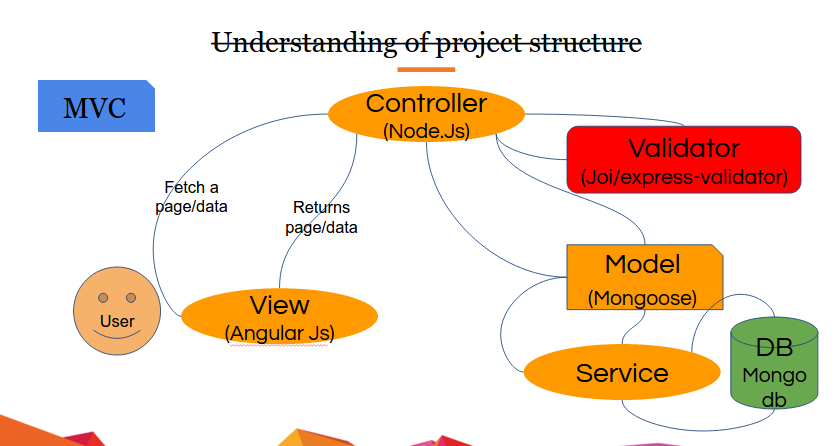 Understanding of project structure
MVC
Controller
(Node.Js)
Validator
(Joi/express-validator)
Fetch a
page/data
Returns
page/data
Model
(Mongoose)
User
View
(Angular Js)
Service
DB
Mongo
db